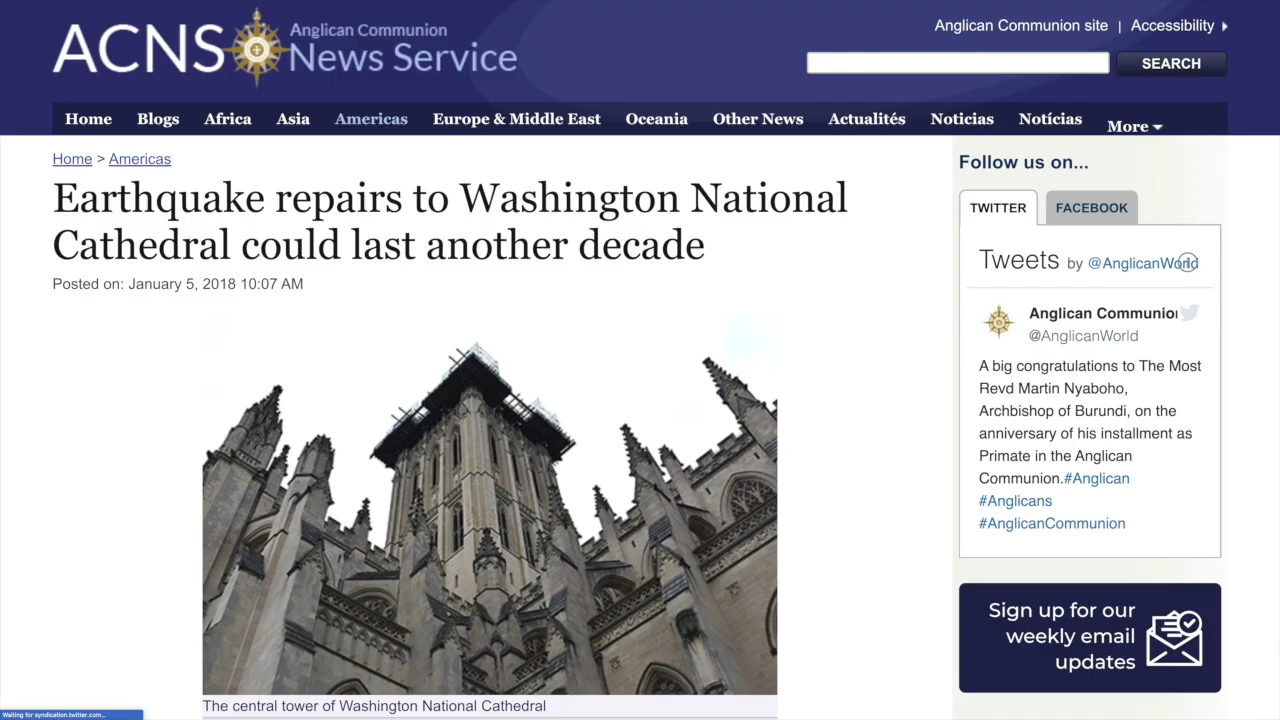 ACNS
Anglican Communion
News Service
Anglican Communion site | Accessibility
SEARCH
Home Blogs Africa Asia Americas Europe & Middle East Oceania Other News Actualités Noticias Notícias More
Home > Americas
Earthquake repairs to Washington National
Cathedral could last another decade
Posted on: January 5, 2018 10:07 AM
The central tower of Washington National Cathedral
Follow us on...
TWITTER FACEBOOK
Tweets by @AnglicanWorld
Anglican Communion
@AnglicanWorld
A big congratulations to The Most
Revd Martin Nyaboho,
Archbishop of Burundi, on the
anniversary of his installment as
Primate in the Anglican
Communion.#Anglican
#Anglicans
#AnglicanCommunion
Sign up for our
weekly email
updates
Waiting for syndication.twitter.com...